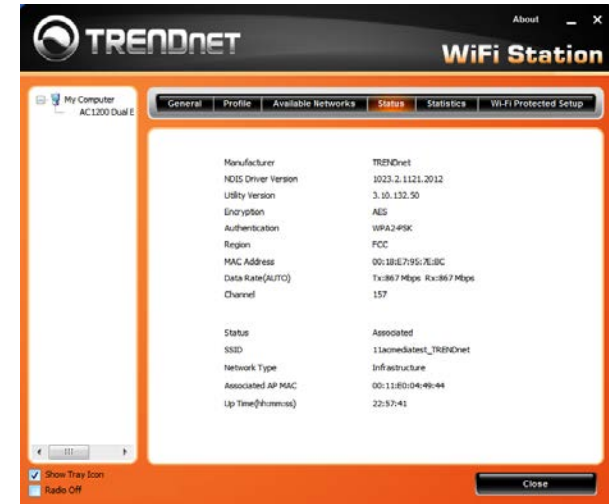 About
TRENDNET
WiFi Station
My Computer
AC1200 Dual E
General Profile Available Networks Status Statistics Wi-Fi Protected Setup
Manufacturer TRENDnet
NDIS Driver Version 1023.2.1121.2012
Utility Version 3.10.132.50
Encryption AES
Authentication WPA2-PSK
Region FCC
MAC Address 00:18:E7:95:7E:BC
Data Rate(AUTO) Tx:867 Mbps Rx:867 Mbps
Channel 157
Status Associated
SSID 11acmediatest_TRENDnet
Network Type Infrastructure
Associated AP MAC 00:11:E0:04:49:44
Up Time(hh:mm:ss) 22:57:41
Show Tray Icon
Radio Off
Close